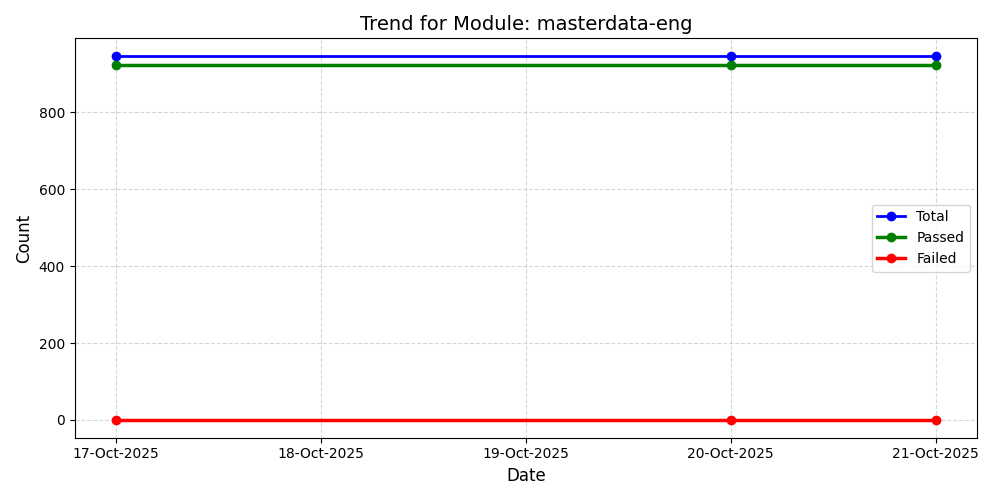 Trend for Module: masterdata-eng
Count
800
600
400
200
0
Total
Passed
Failed
17-Oct-2025
18-Oct-2025
19-Oct-2025
20-Oct-2025
21-Oct-2025
Date